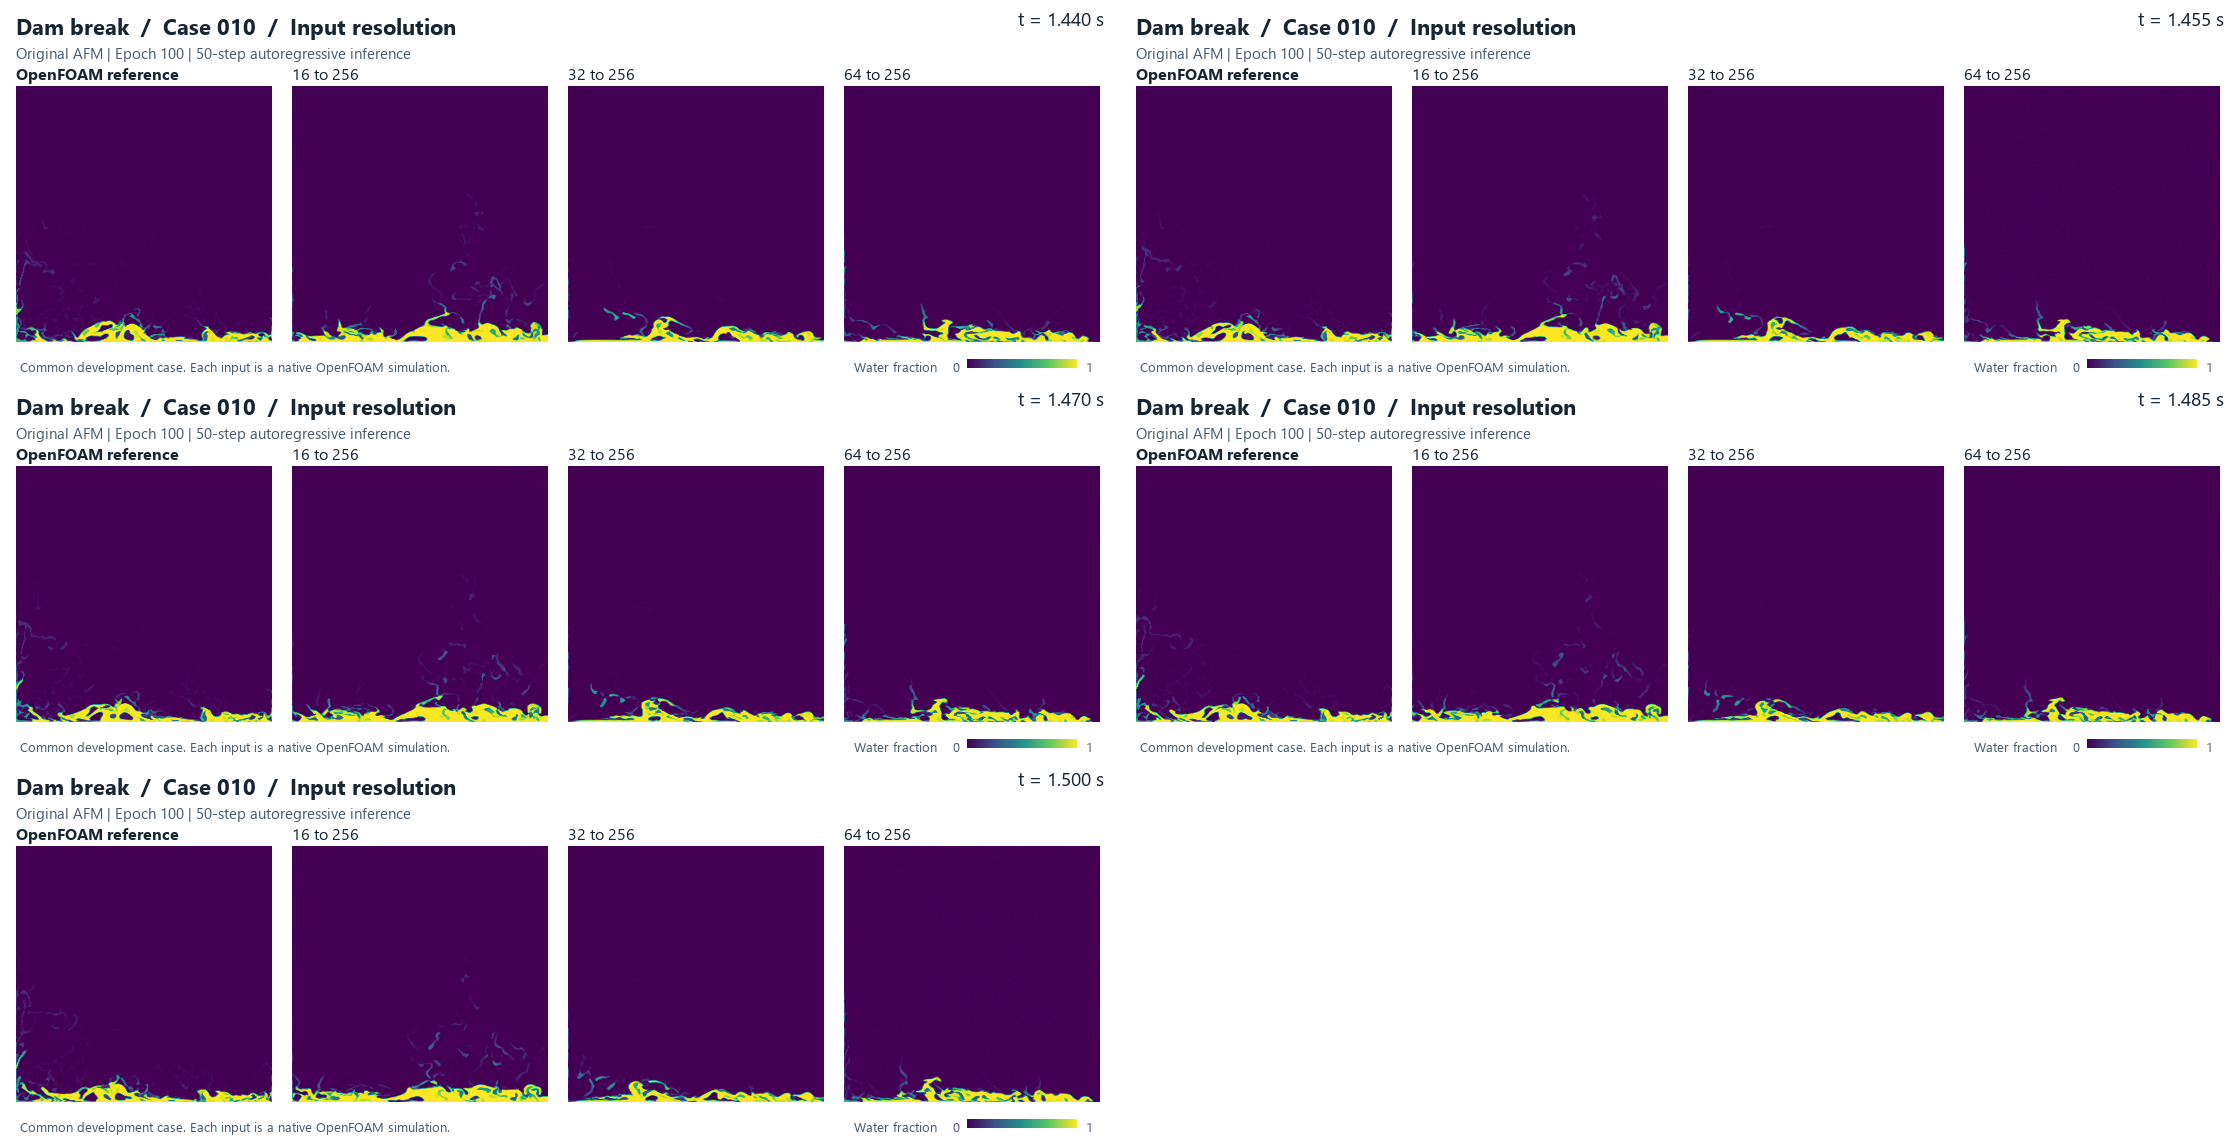 Dam break / Case 010 / Input resolution
t = 1.440 s
Original AFM | Epoch 100 | 50-step autoregressive inference
OpenFOAM reference
16 to 256
32 to 256
64 to 256
Common development case. Each input is a native OpenFOAM simulation.
Water fraction 0 1
Dam break / Case 010 / Input resolution
t = 1.455 s
Original AFM | Epoch 100 | 50-step autoregressive inference
OpenFOAM reference
16 to 256
32 to 256
64 to 256
Common development case. Each input is a native OpenFOAM simulation.
Water fraction 0 1
Dam break / Case 010 / Input resolution
t = 1.470 s
Original AFM | Epoch 100 | 50-step autoregressive inference
OpenFOAM reference
16 to 256
32 to 256
64 to 256
Common development case. Each input is a native OpenFOAM simulation.
Water fraction 0 1
Dam break / Case 010 / Input resolution
t = 1.485 s
Original AFM | Epoch 100 | 50-step autoregressive inference
OpenFOAM reference
16 to 256
32 to 256
64 to 256
Common development case. Each input is a native OpenFOAM simulation.
Water fraction 0 1
Dam break / Case 010 / Input resolution
t = 1.500 s
Original AFM | Epoch 100 | 50-step autoregressive inference
OpenFOAM reference
16 to 256
32 to 256
64 to 256
Common development case. Each input is a native OpenFOAM simulation.
Water fraction 0 1